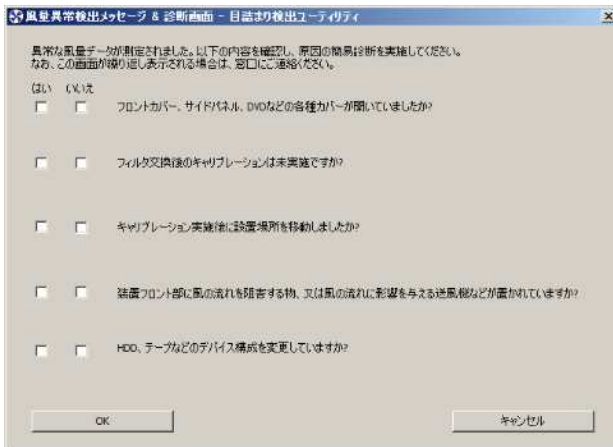 風量異常検出メッセージ & 診断画面 - 目詰まり検出ユーティリティ
異常な風量データが測定されました。以下の内容を確認し、原因の簡易診断を実施してください。
なお、この画面が繰り返し表示される場合は、窓口にご連絡ください。
はい いいえ
フロントカバー、サイドパネル、DVDなどの各種カバーが開いていましたか?
フィルタ交換後のキャリブレーションは未実施ですか?
キャリブレーション実施後に設置場所を移動しましたか?
装置フロント部に風の流れを阻害する物、又は風の流れに影響を与える送風機などが置かれていますか?
HDD、テープなどのデバイス構成を変更していますか?
OK キャンセル